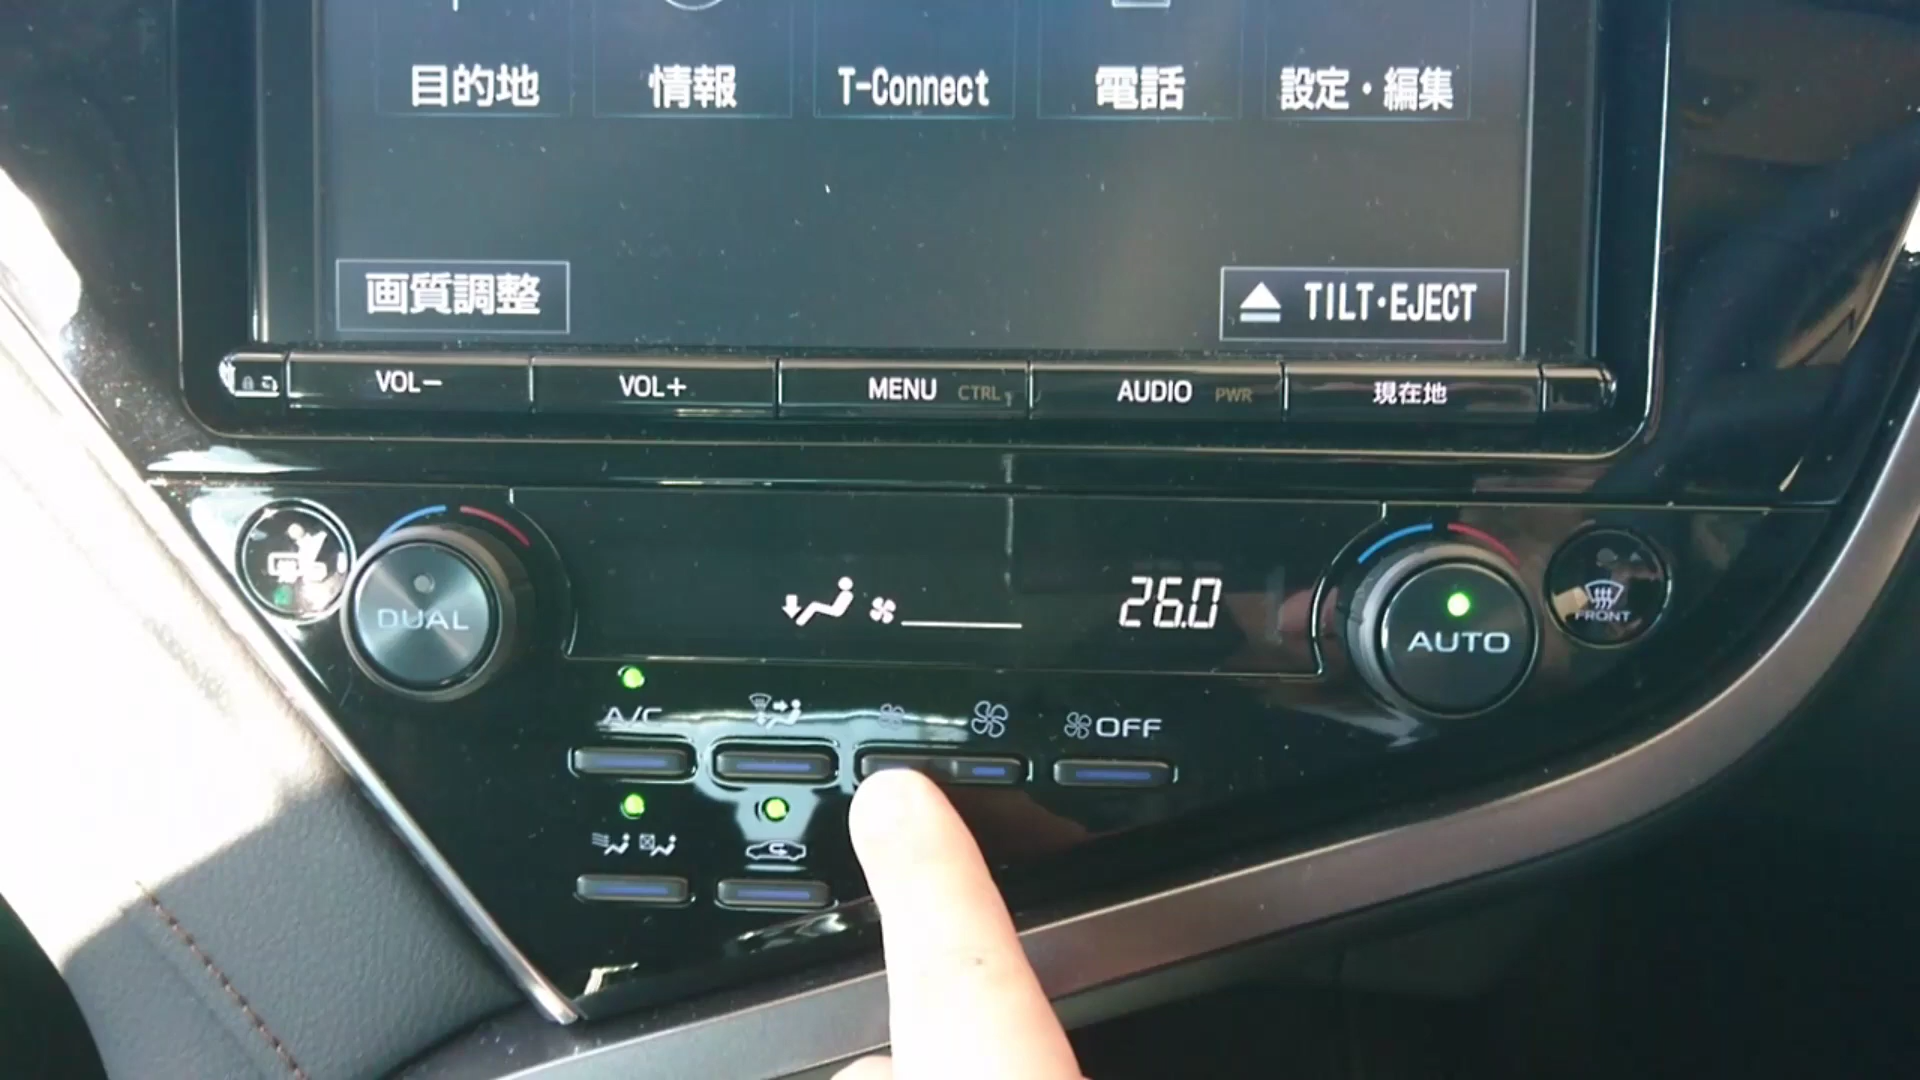 目的地
情報
T-Connect
電話
設定・編集
画質調整
TILT・EJECT
VOL−
VOL+
MENU CTRL
AUDIO PWR
現在地
DUAL
26.0
AUTO
FRONT
A/C
OFF